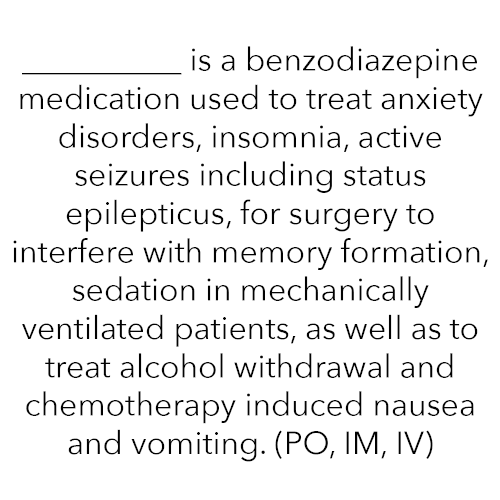 ___________ is a benzodiazepine
medication used to treat anxiety
disorders, insomnia, active
seizures including status
epilepticus, for surgery to
interfere with memory formation,
sedation in mechanically
ventilated patients, as well as to
treat alcohol withdrawal and
chemotherapy induced nausea
and vomiting. (PO, IM, IV)